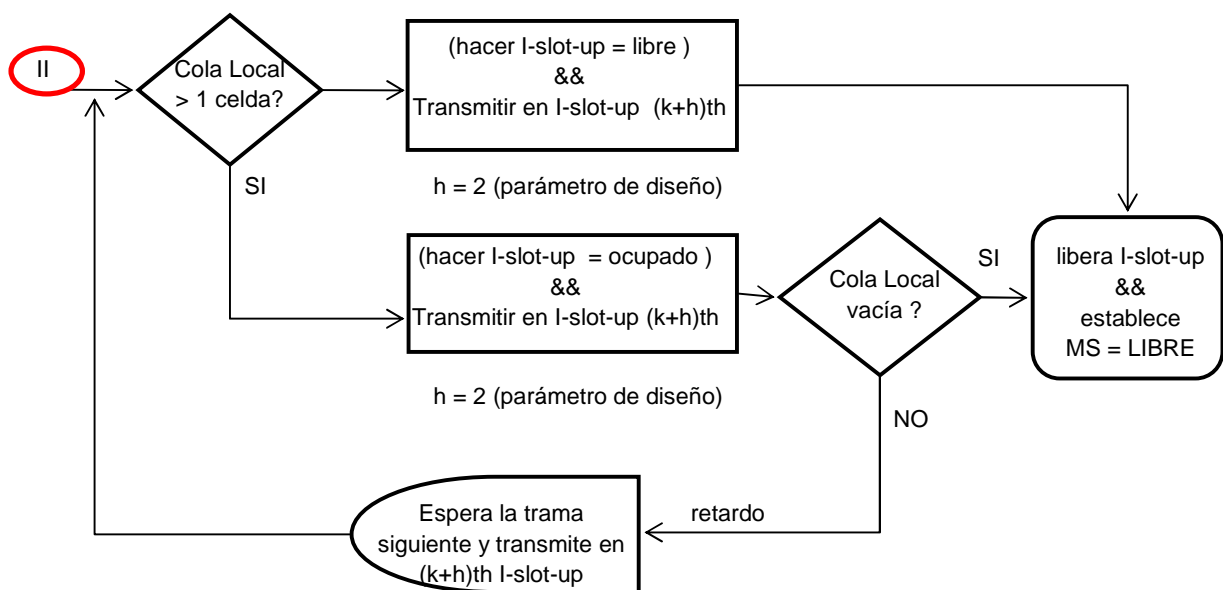 II
Cola Local
> 1 celda?
(hacer I-slot-up = libre )
&&
Transmitir en I-slot-up (k+h)th
SI
h = 2 (parámetro de diseño)
(hacer I-slot-up = ocupado )
&&
Transmitir en I-slot-up (k+h)th
h = 2 (parámetro de diseño)
Cola Local
vacía ?
SI
NO
libera I-slot-up
&&
establece
MS = LIBRE
retardo
Espera la trama
siguiente y transmite en
(k+h)th I-slot-up